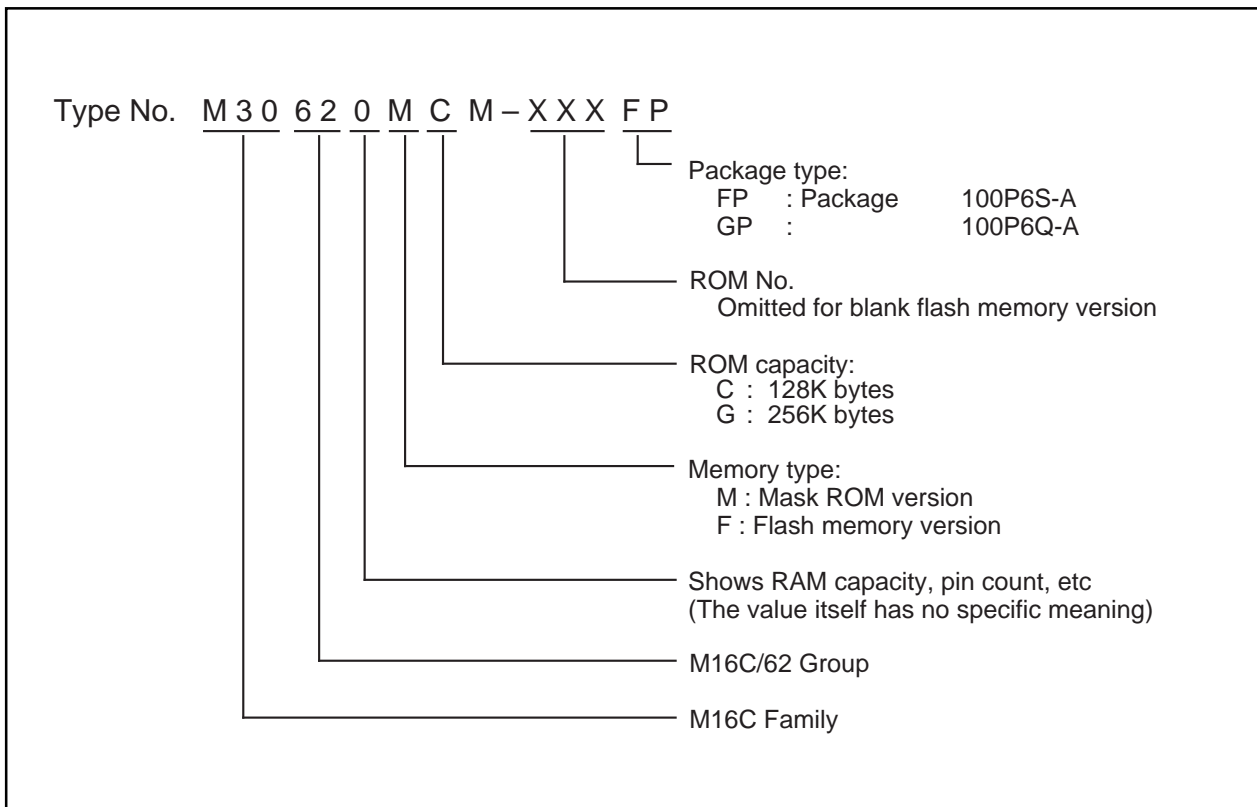 Type No. M 3 0 6 2 0 M C M – X X X F P
Package type:
FP : Package 100P6S-A
GP : 100P6Q-A
ROM No.
Omitted for blank flash memory version
ROM capacity:
C : 128K bytes
G : 256K bytes
Memory type:
M : Mask ROM version
F : Flash memory version
Shows RAM capacity, pin count, etc
(The value itself has no specific meaning)
M16C/62 Group
M16C Family